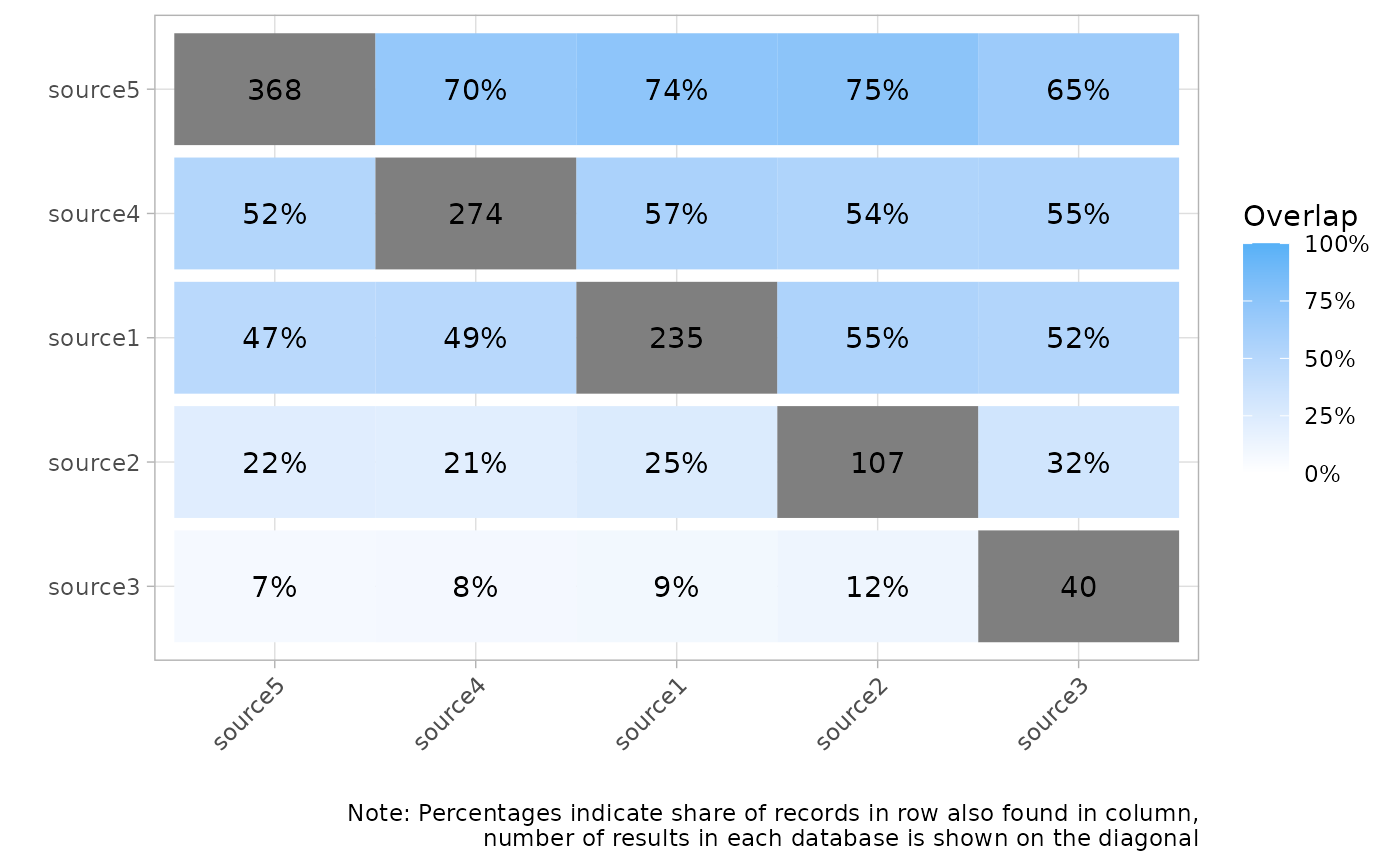 source5 368 70% 74% 75% 65%
source4 52% 274 57% 54% 55%
source1 47% 49% 235 55% 52%
source2 22% 21% 25% 107 32%
source3 7% 8% 9% 12% 40
source5 source4 source1 source2 source3
Overlap
100%
75%
50%
25%
0%
Note: Percentages indicate share of records in row also found in column,
number of results in each database is shown on the diagonal